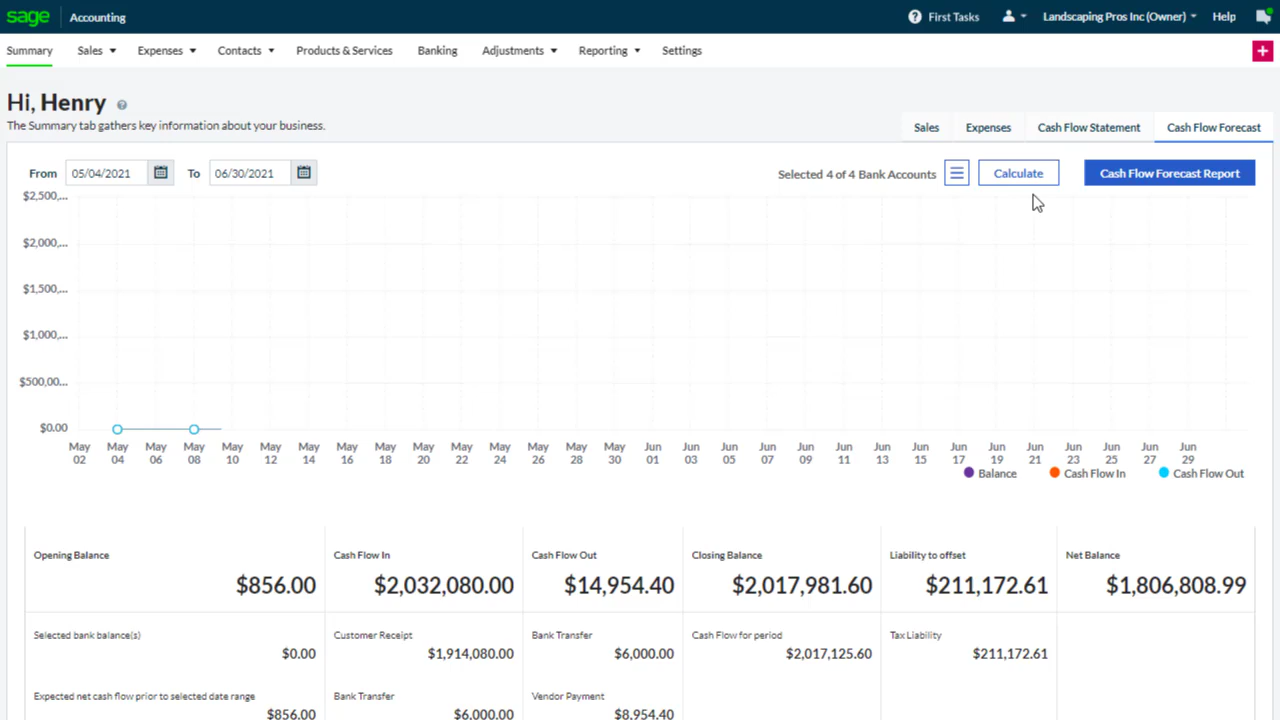 sage Accounting First Tasks Landscaping Pros Inc (Owner) Help
Summary Sales Expenses Contacts Products & Services Banking Adjustments Reporting Settings
Hi, Henry
The Summary tab gathers key information about your business.
Sales Expenses Cash Flow Statement Cash Flow Forecast
From 05/04/2021 To 06/30/2021 Selected 4 of 4 Bank Accounts Calculate Cash Flow Forecast Report
$2,500,...
$2,000,...
$1,500,...
$1,000,...
$500,00...
$0.00
May May May May May May May May May May May May May May May Jun Jun Jun Jun Jun Jun Jun Jun Jun Jun Jun Jun Jun Jun Jun
02 04 06 08 10 12 14 16 18 20 22 24 26 28 30 01 03 05 07 09 11 13 15 17 19 21 23 25 27 29
Balance Cash Flow In Cash Flow Out
Opening Balance Cash Flow In Cash Flow Out Closing Balance Liability to offset Net Balance
$856.00 $2,032,080.00 $14,954.40 $2,017,981.60 $211,172.61 $1,806,808.99
Selected bank balance(s) Customer Receipt Bank Transfer Cash Flow for period Tax Liability
$0.00 $1,914,080.00 $6,000.00 $2,017,125.60 $211,172.61
Expected net cash flow prior to selected date range Bank Transfer Vendor Payment
$856.00 $6,000.00 $8,954.40